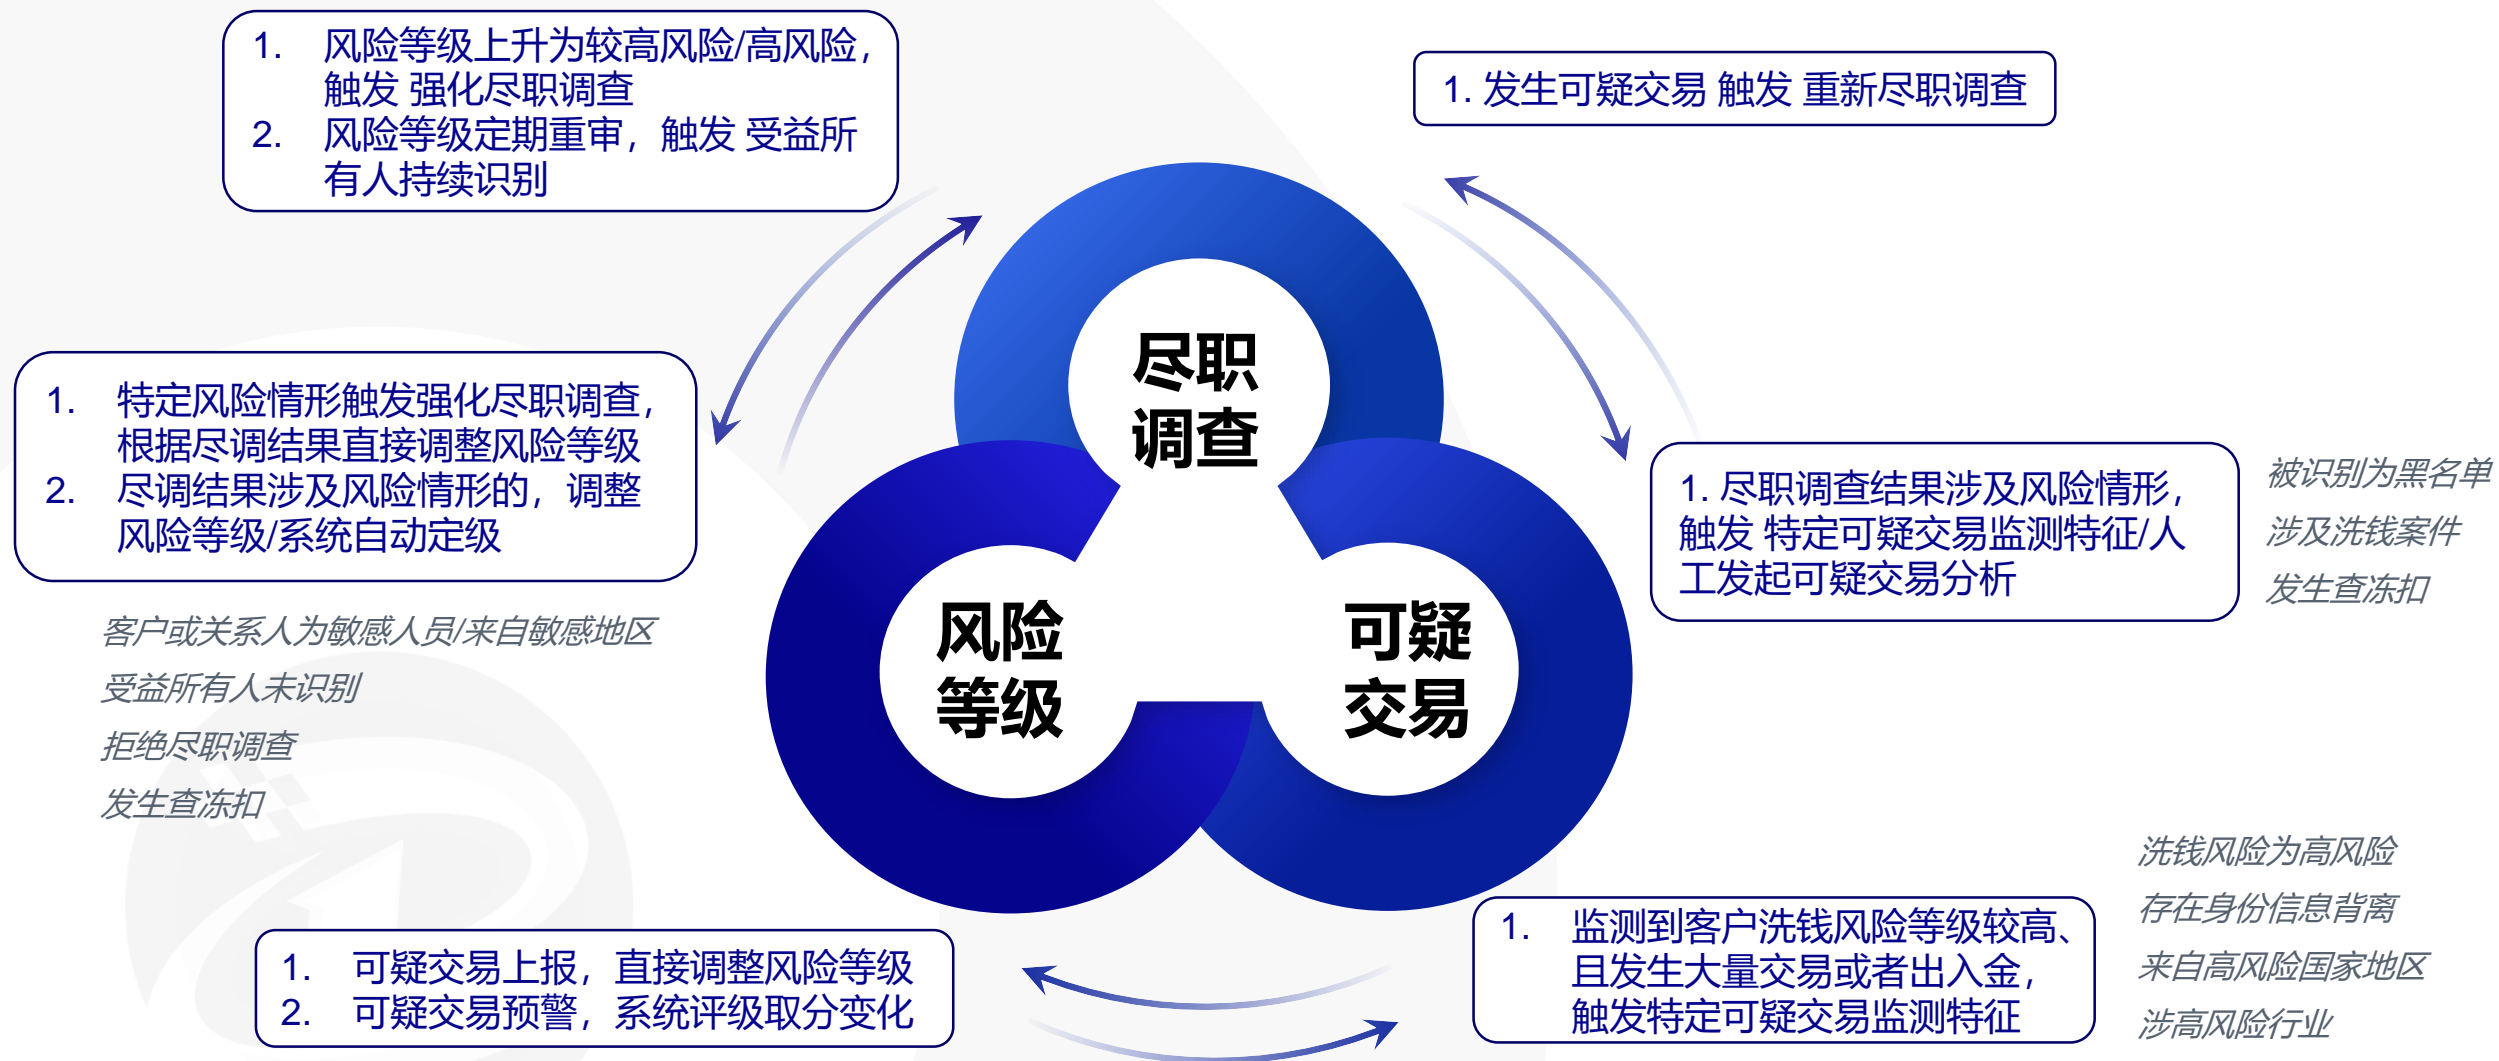 1. 风险等级上升为较高风险/高风险，
触发 强化尽职调查
2. 风险等级定期重审，触发 受益所
有人持续识别
1. 发生可疑交易 触发 重新尽职调查
尽职
调查
1. 特定风险情形触发强化尽职调查，
根据尽调结果直接调整风险等级
2. 尽调结果涉及风险情形的，调整
风险等级/系统自动定级
客户或关系人为敏感人员/来自敏感地区
受益所有人未识别
拒绝尽职调查
发生查冻扣
1. 尽职调查结果涉及风险情形，
触发 特定可疑交易监测特征/人
工发起可疑交易分析
被识别为黑名单
涉及洗钱案件
发生查冻扣
风险
等级
可疑
交易
1. 可疑交易上报，直接调整风险等级
2. 可疑交易预警，系统评级取分变化
1. 监测到客户洗钱风险等级较高、
且发生大量交易或者出入金，
触发特定可疑交易监测特征
洗钱风险为高风险
存在身份信息背离
来自高风险国家地区
涉高风险行业